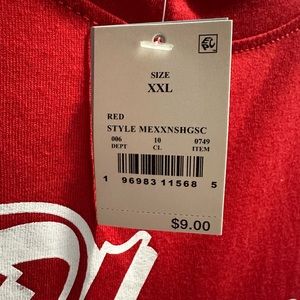 SIZE
XXL
RED
STYLE MEXXNSHGSC
006 10 0749
DEPT CL ITEM
1 96983 11568 5
$9.00